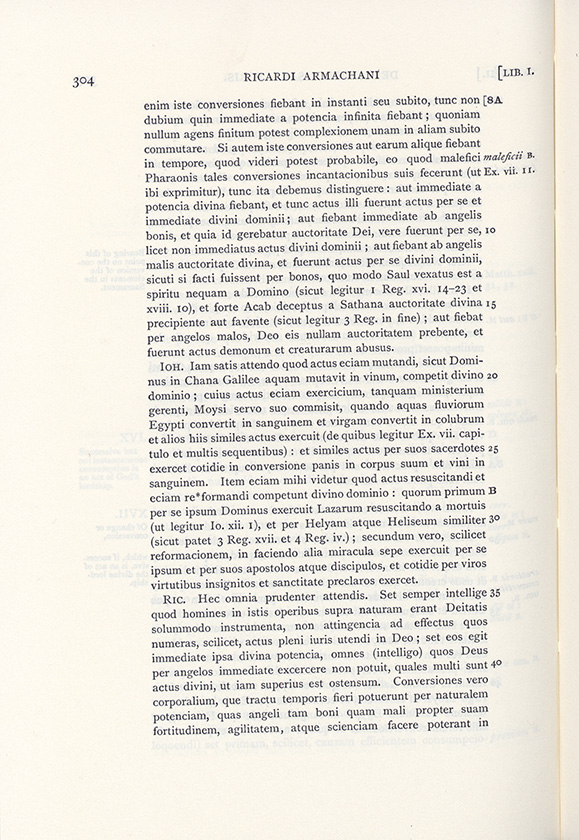 304 RICARDI ARMACHANI [LIB. I.
enim iste conversiones fiebant in instanti seu subito, tunc non [8A
dubium quin immediate a potencia infinita fiebant; quoniam
nullum agens finitum potest complexionem unam in aliam subito
commutare. Si autem iste conversiones aut earum alique fiebant
in tempore, quod videri potest probabile, eo quod malefici maleficii B.
Pharaonis tales conversiones incantacionibus suis fecerunt (ut Ex. vii. 11.
ibi exprimitur), tunc ita debemus distinguere: aut immediate a
potencia divina fiebant, et tunc actus illi fuerunt actus per se et
immediate divini dominii; aut fiebant immediate ab angelis
bonis, et quia id gerebatur auctoritate Dei, vere fuerunt per se, 10
licet non immediatus actus divini dominii; aut fiebant ab angelis
malis auctoritate divina, et fuerunt actus per se divini dominii,
sicuti si facti fuissent per bonos, quo modo Saul vexatus est a
spiritu nequam a Domino (sicut legitur 1 Reg. xvi. 14-23 et
xviii. 10), et forte Acab deceptus a Sathana auctoritate divina 15
precipiente aut favente (sicut legitur 3 Reg. in fine); aut fiebat
per angelos malos, Deo eis nullam auctoritatem prebente, et
fuerunt actus demonum et creaturarum abusus.
IOH. Iam satis attendo quod actus eciam mutandi, sicut Domi-
nus in Chana Galilee aquam mutavit in vinum, competit divino 20
dominio; cuius actus eciam exercicium, tanquam ministerium
gerenti, Moysi servo suo commisit, quando aquas fluviorum
Egypti convertit in sanguinem et virgam convertit in colubrum
et alios hiis similes actus exercuit (de quibus legitur Ex. vii. capi-
tulo et multis sequentibus): et similes actus per suos sacerdotes 25
exercet cotidie in conversione panis in corpus suum et vini in
sanguinem. Item eciam mihi videtur quod actus resuscitandi et
eciam re*formandi competunt divino dominio: quorum primum B
per se ipsum Dominus exercuit Lazarum resuscitando a mortuis
(ut legitur Io. xii. 1), et per Helyam atque Heliseum similiter 30
(sicut patet 3 Reg. xvii. et 4 Reg. iv.); secundum vero, scilicet
reformacionem, in faciendo alia miracula sepe exercuit per se
ipsum et per suos apostolos atque discipulos, et cotidie per viros
virtutibus insignitos et sanctitate preclaros exercet.
RIC. Hec omnia prudenter attendis. Set semper intellige 35
quod homines in istis operibus supra naturam erant Deitatis
solummodo instrumenta, non attingencia ad effectus quos
numeras, scilicet, actus pleni iuris utendi in Deo; set eos egit
immediate ipsa divina potencia, omnes (intelligo) quos Deus
per angelos immediate excercere non potuit, quales multi sunt 40
actus divini, ut iam superius est ostensum. Conversiones vero
corporalium, que tractu temporis fieri potuerunt per naturalem
potenciam, quas angeli tam boni quam mali propter suam
fortitudinem, agilitatem, atque scienciam facere poterant in